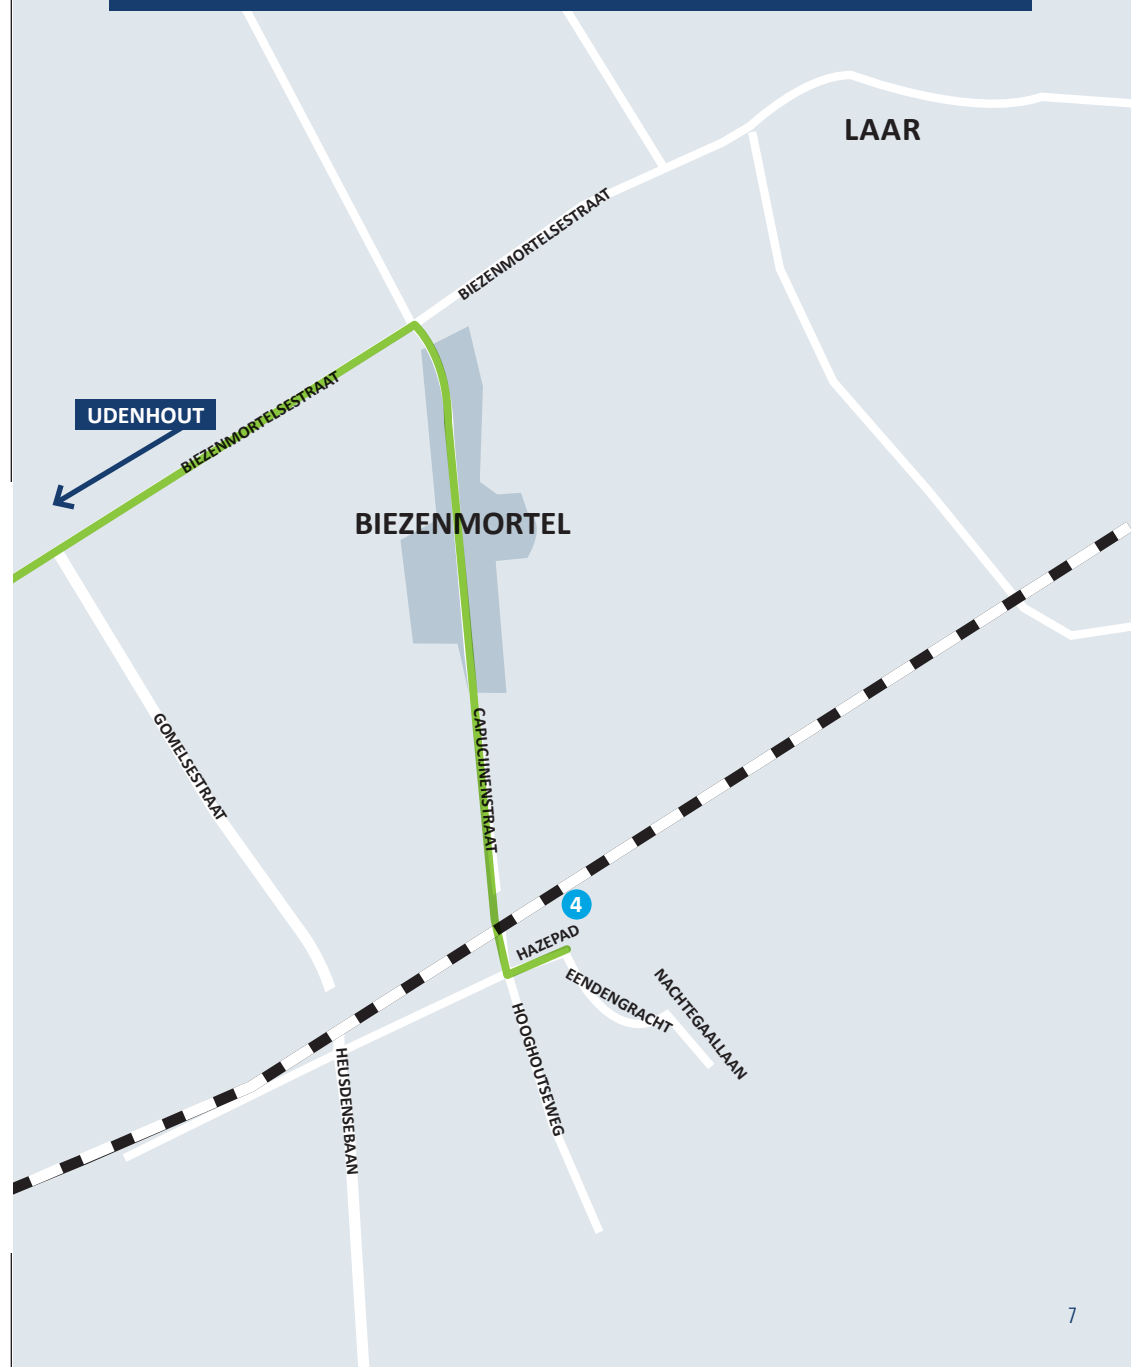 LAAR
BIEZENMORTELSESTRAAT
BIEZENMORTELSESTRAAT
UDENHOUT
BIEZENMORTEL
GOMELSESTRAAT
CAPUCIJNENSTRAAT
4
HAZEPAD
EENDENGRACHT
NACHTEGAALLAAN
HOOGHOUTSEWEG
HEUSDENSEBAAN
7